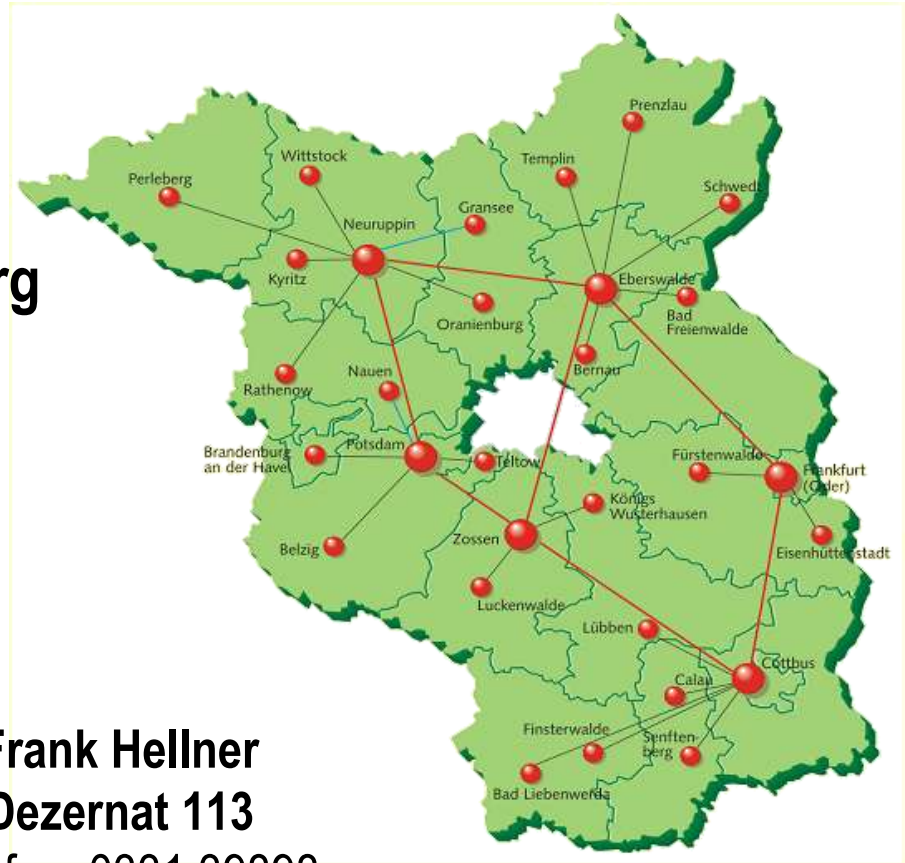 Prenzlau
Wittstock
Templin
Perleberg
Schwedt
Gransee
Neuruppin
rg
Kyritz
Eberswalde
Oranienburg
Bad
Freienwalde
Nauen
Bernau
Rathenow
Potsdam
Brandenburg
an der Havel
Teltow
Fürstenwalde
Frankfurt
(Oder)
Königs
Wusterhausen
Zossen
Belzig
Eisenhüttenstadt
Luckenwalde
Lübben
Cottbus
Calau
Finsterwalde
Senften-
berg
Bad Liebenwerda
Frank Hellner
Dezernat 113